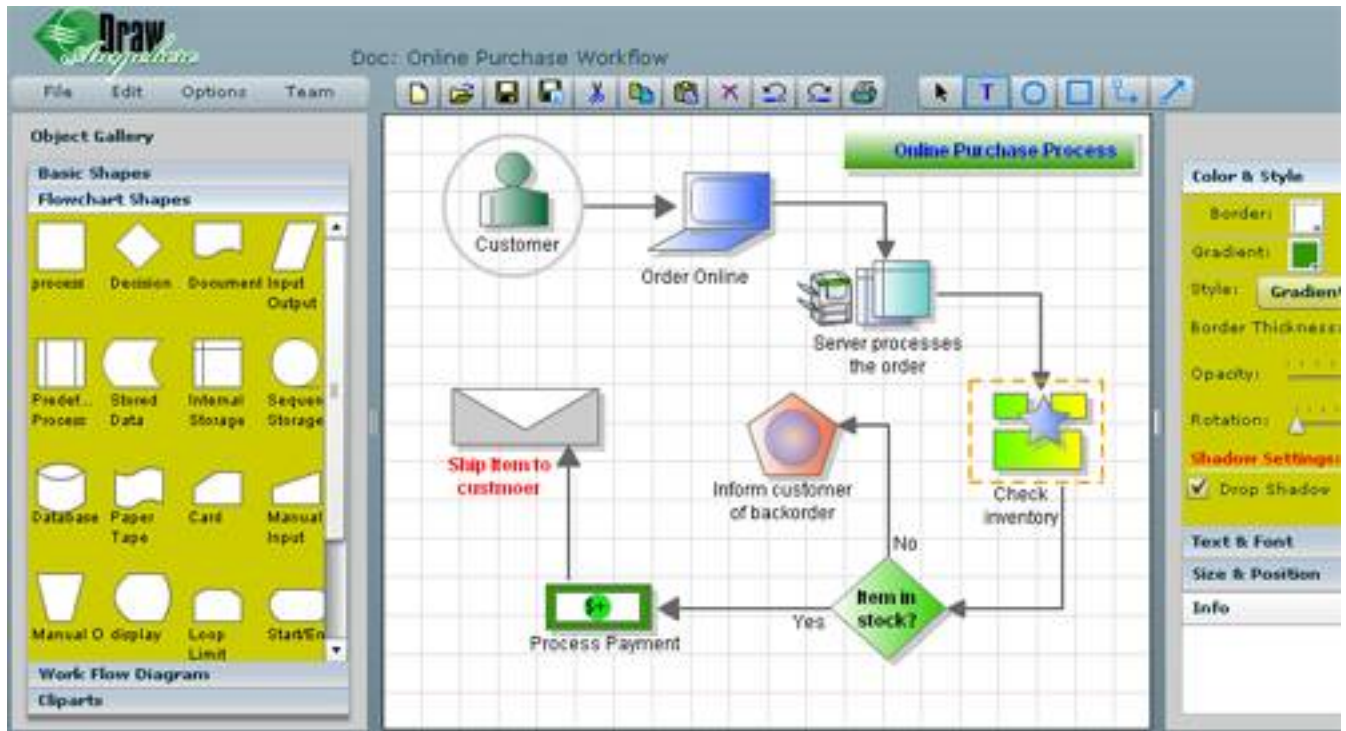 Draw
Anywhere
Doc: Online Purchase Workflow
File Edit Options Team
T
Object Gallery
Basic Shapes
Flowchart Shapes
process Decision Document Input
Output
Predef.. Stored Internal Sequen
Process Data Storage Storage
DataBase Paper Card Manual
Tape Input
Manual O display Loop Start/En
Limit
Work Flow Diagram
Cliparts
Online Purchase Process
Customer
Order Online
Server processes
the order
Check
inventory
Inform customer
of backorder
No
Item in
stock?
Yes
$+
Process Payment
Ship Item to
custmoer
Color & Style
Border:
Gradient:
Style: Gradien
Border Thickness:
Opacity:
Rotation:
Shadow Settings:
Drop Shadow
Text & Font
Size & Position
Info